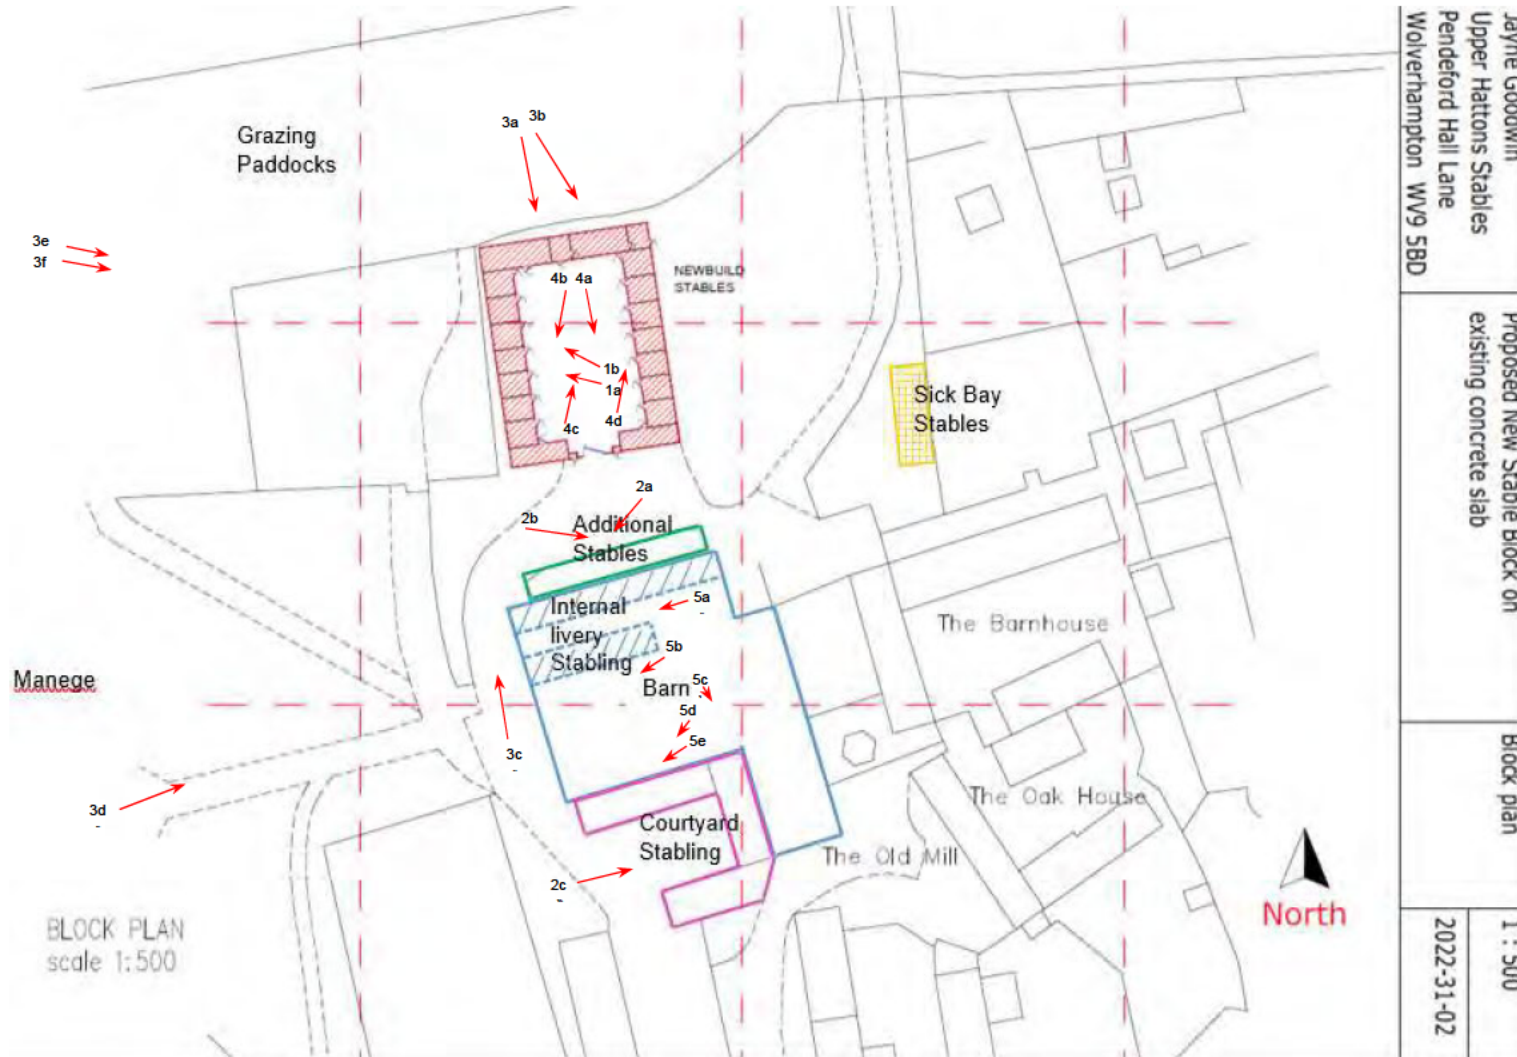 3a 3b
Grazing
Paddocks
3e
3f
NEWBUILD
STABLES
4b 4a
1b
1a
4c 4d
Sick Bay
Stables
2a
2b
Additional
Stables
Internal
livery
Stabling
5a
5b
Barn
5c
5d
5e
The Barnhouse
Manege
3c
3d
The Oak House
Courtyard
Stabling
The Old Mill
2c
BLOCK PLAN
scale 1:500
North
Jayne Goodwin
Upper Hattons Stables
Pendeford Hall Lane
Wolverhampton WV9 5BD
Proposed New Stable Block on
existing concrete slab
Block plan
1 : 500
2022-31-02